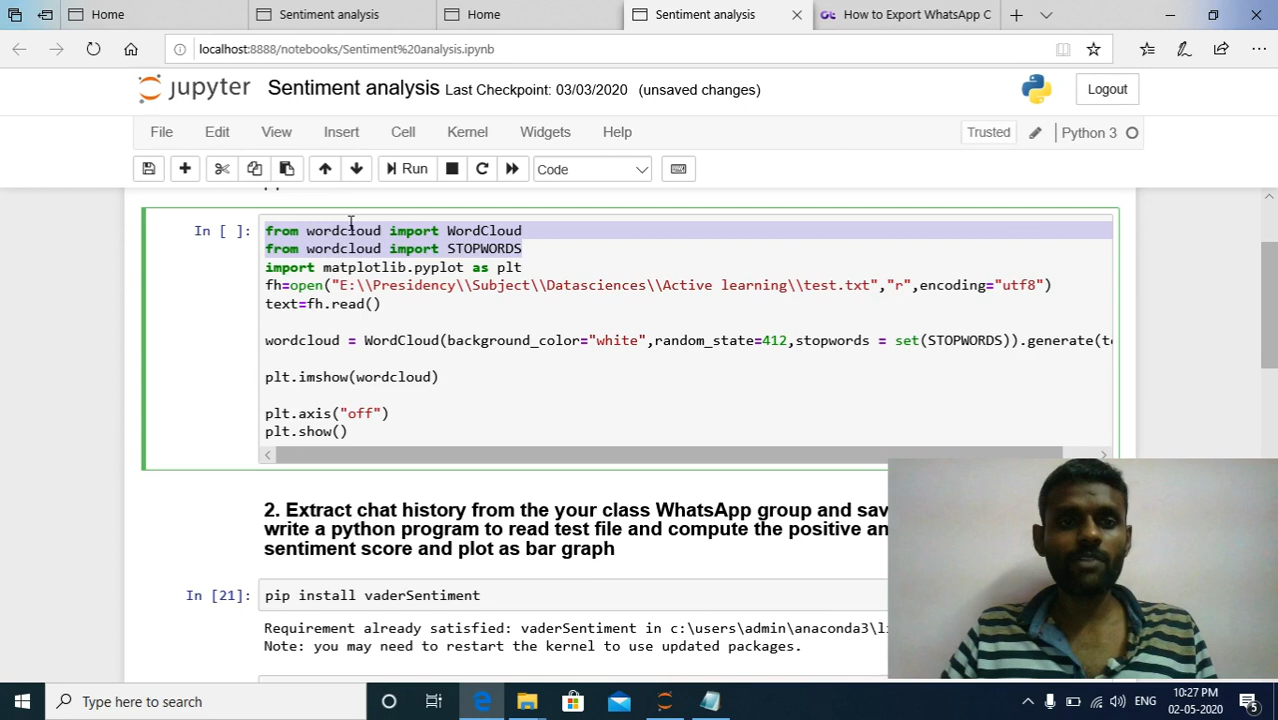 Home
Sentiment analysis
Home
Sentiment analysis
How to Export WhatsApp C
localhost:8888/notebooks/Sentiment%20analysis.ipynb
jupyter Sentiment analysis Last Checkpoint: 03/03/2020 (unsaved changes)
Logout
File Edit View Insert Cell Kernel Widgets Help
Trusted Python 3
Run Code
In [ ]:
from wordcloud import WordCloud
from wordcloud import STOPWORDS
import matplotlib.pyplot as plt
fh=open("E:\\Presidency\\Subject\\Datasciences\\Active learning\\test.txt","r",encoding="utf8")
text=fh.read()
wordcloud = WordCloud(background_color="white",random_state=412,stopwords = set(STOPWORDS)).generate(te
plt.imshow(wordcloud)
plt.axis("off")
plt.show()
2. Extract chat history from the your class WhatsApp group and sav
write a python program to read test file and compute the positive an
sentiment score and plot as bar graph
In [21]: pip install vaderSentiment
Requirement already satisfied: vaderSentiment in c:\users\admin\anaconda3\li
Note: you may need to restart the kernel to use updated packages.
Type here to search
ENG
10:27 PM
02-05-2020
5